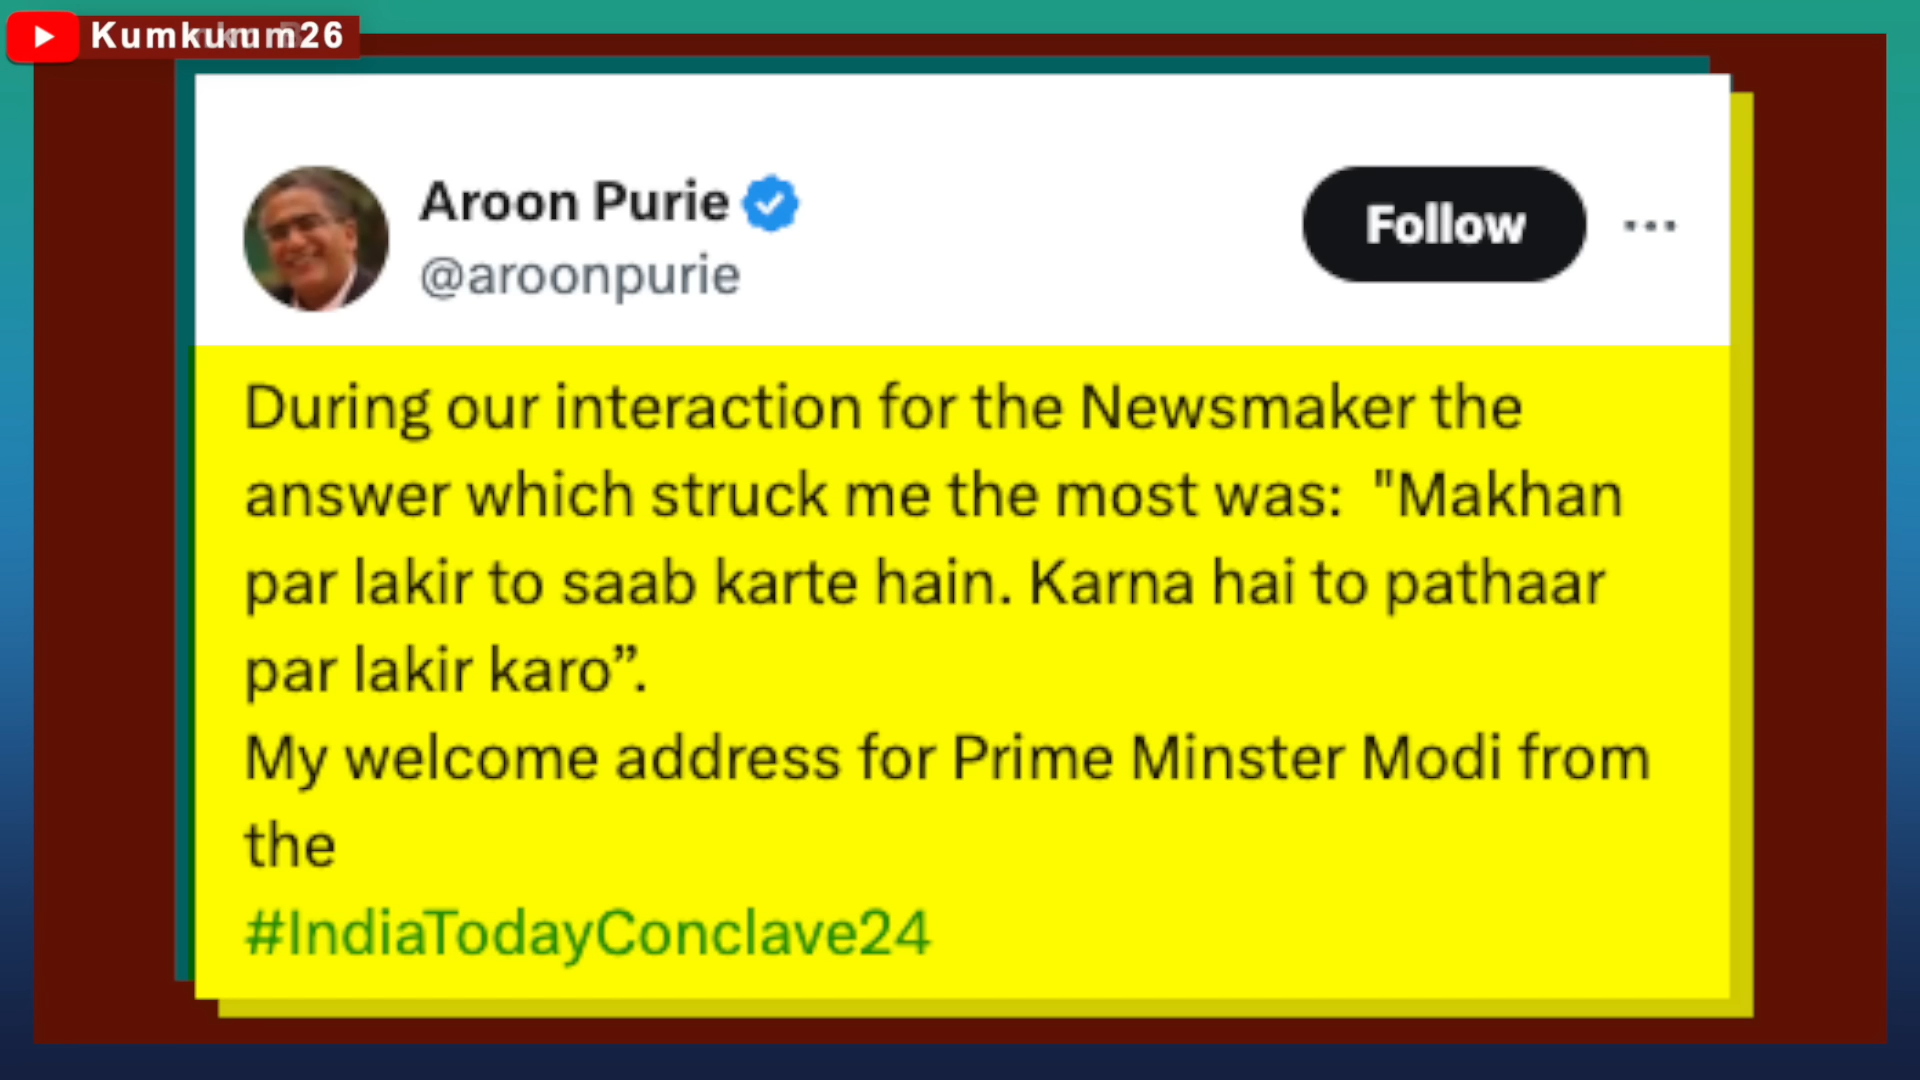 Kumkum26
Aroon Purie
@aroonpurie
Follow
During our interaction for the Newsmaker the
answer which struck me the most was:  "Makhan
par lakir to saab karte hain. Karna hai to pathaar
par lakir karo”.
My welcome address for Prime Minster Modi from
the
#IndiaTodayConclave24